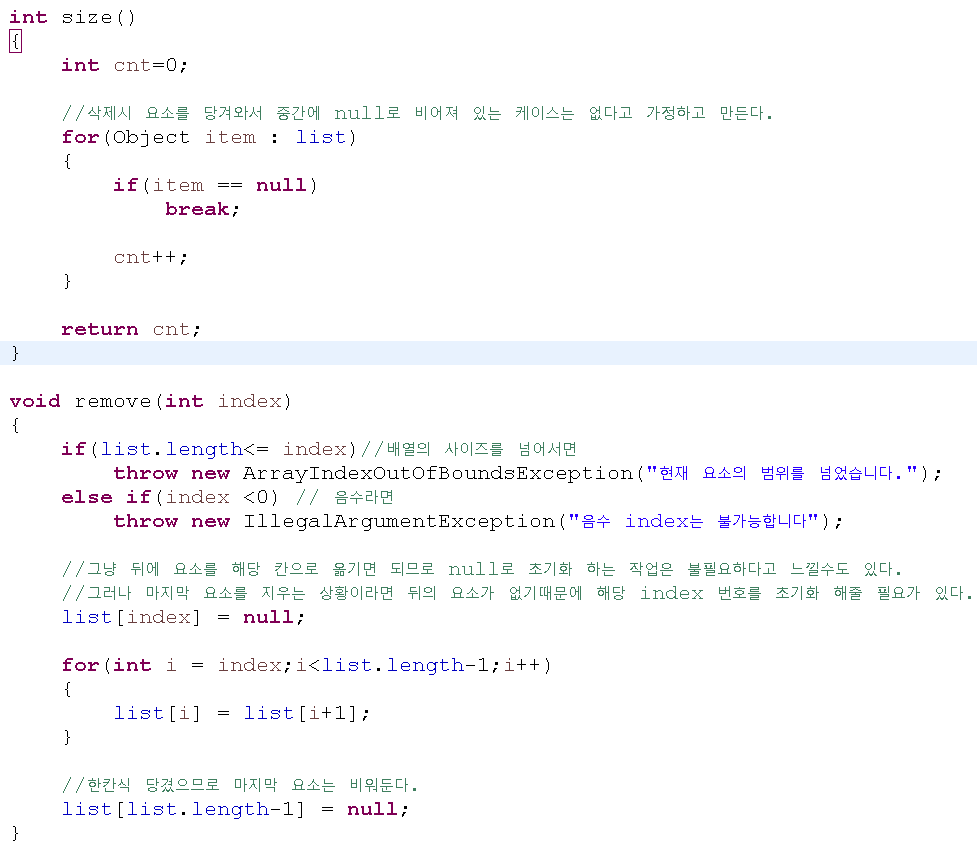 int size()
{
int cnt=0;
//삭제시 요소를 당겨와서 중간에 null로 비어져 있는 케이스는 없다고 가정하고 만든다.
for(Object item : list)
{
if(item == null)
break;
cnt++;
}
return cnt;
}
void remove(int index)
{
if(list.length<= index)//배열의 사이즈를 넘어서면
throw new ArrayIndexOutOfBoundsException("현재 요소의 범위를 넘었습니다.");
else if(index <0) // 음수라면
throw new IllegalArgumentException("음수 index는 불가능합니다");
//그냥 뒤에 요소를 해당 칸으로 옮기면 되므로 null로 초기화 하는 작업은 불필요하다고 느낄수도 있다.
//그러나 마지막 요소를 지우는 상황이라면 뒤의 요소가 없기때문에 해당 index 번호를 초기화 해줄 필요가 있다.
list[index] = null;
for(int i = index;i<list.length-1;i++)
{
list[i] = list[i+1];
}
//한칸식 당겼으므로 마지막 요소는 비워둔다.
list[list.length-1] = null;
}